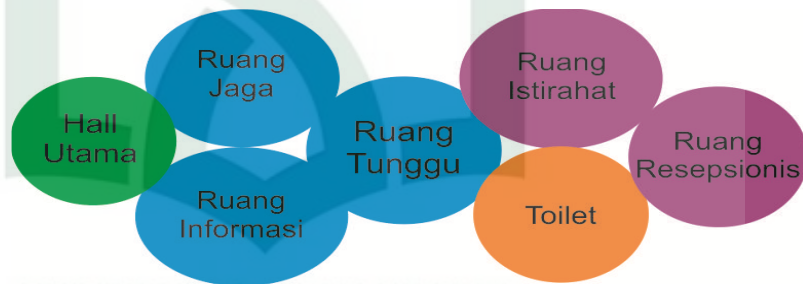 Ruang
Jaga
Hall
Utama
Ruang
Informasi
Ruang
Tunggu
Ruang
Istirahat
Toilet
Ruang
Resepsionis